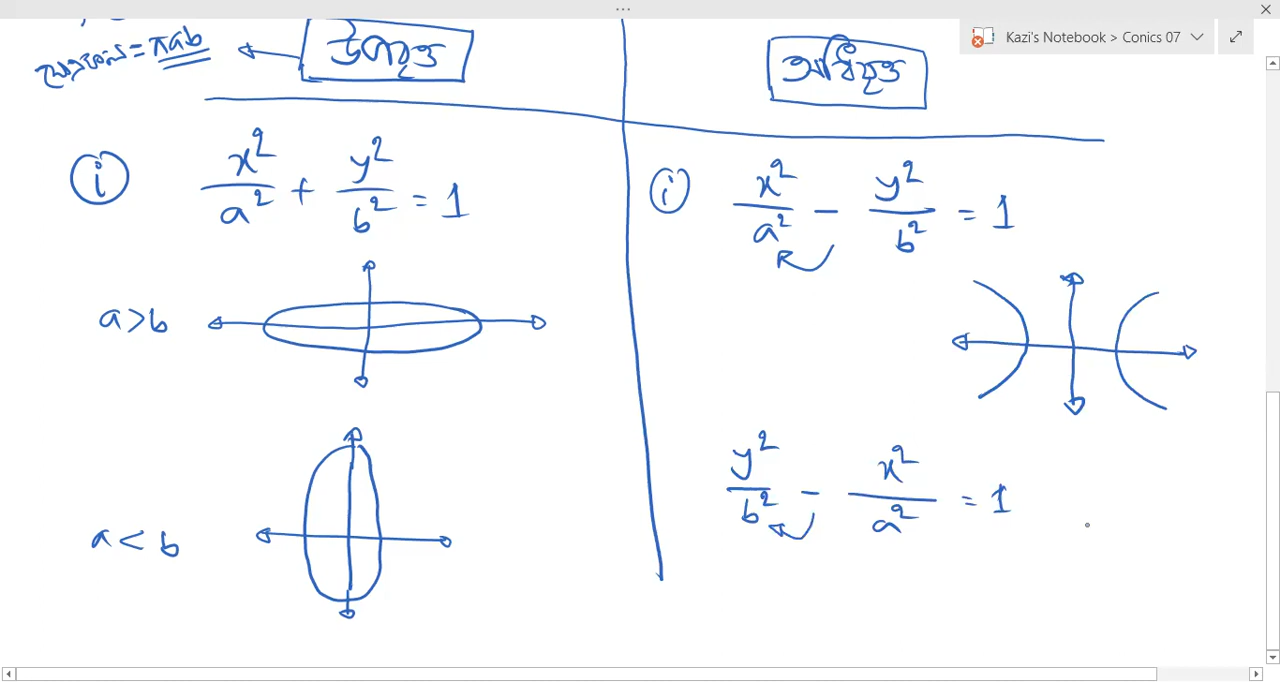 Kazi's Notebook > Conics 07
ক্ষেত্রফল = πab
উপবৃত্ত
অধিবৃত্ত
i x²/a² + y²/b² = 1
a > b
a < b
i x²/a² − y²/b² = 1
y²/b² − x²/a² = 1